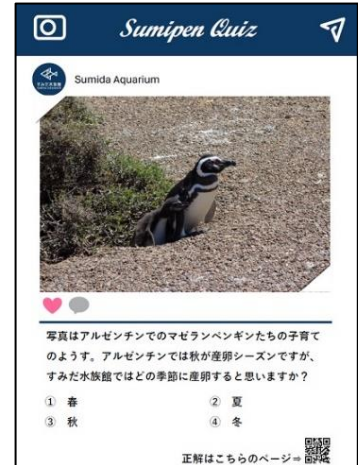 Sumipen Quiz
Sumida Aquarium
写真はアルゼンチンでのマゼランペンギンたちの子育て
のようす。アルゼンチンでは秋が産卵シーズンですが、
すみだ水族館ではどの季節に産卵すると思いますか？
① 春 ② 夏
③ 秋 ④ 冬
正解はこちらのページ⇒